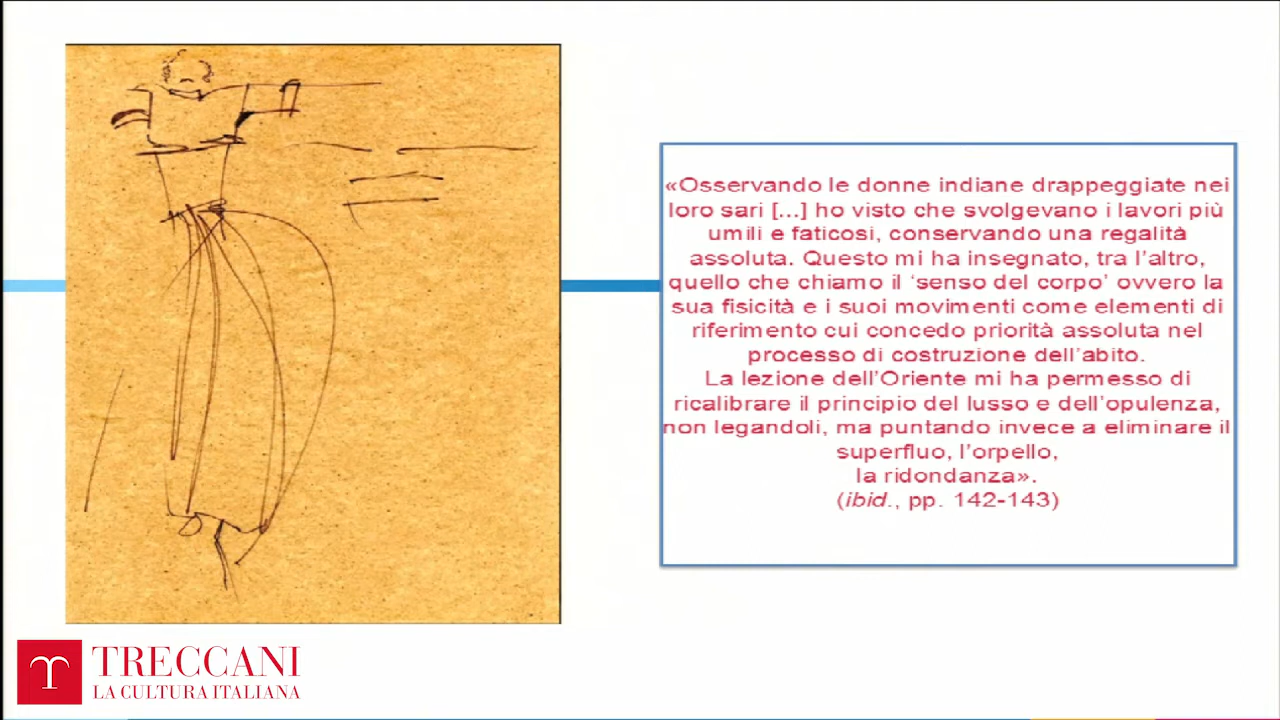 «Osservando le donne indiane drappeggiate nei
loro sari [...] ho visto che svolgevano i lavori più
umili e faticosi, conservando una regalità
assoluta. Questo mi ha insegnato, tra l'altro,
quello che chiamo il 'senso del corpo' ovvero la
sua fisicità e i suoi movimenti come elementi di
riferimento cui concedo priorità assoluta nel
processo di costruzione dell'abito.
La lezione dell'Oriente mi ha permesso di
ricalibrare il principio del lusso e dell'opulenza,
non legandoli, ma puntando invece a eliminare il
superfluo, l'orpello,
la ridondanza».
(ibid., pp. 142-143)
TRECCANI
LA CULTURA ITALIANA